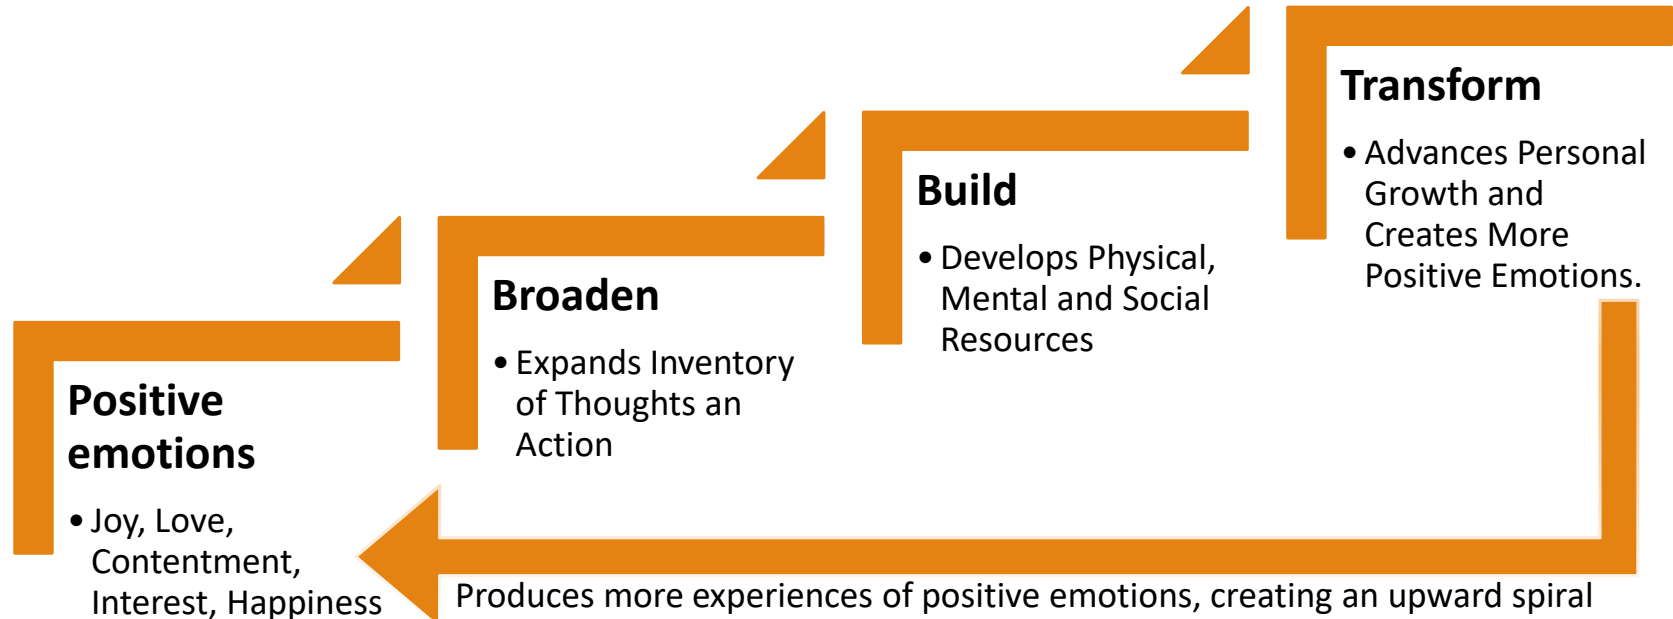 Positive
emotions
• Joy, Love,
Contentment,
Interest, Happiness
Broaden
• Expands Inventory
of Thoughts an
Action
Build
• Develops Physical,
Mental and Social
Resources
Transform
• Advances Personal
Growth and
Creates More
Positive Emotions.
Produces more experiences of positive emotions, creating an upward spiral